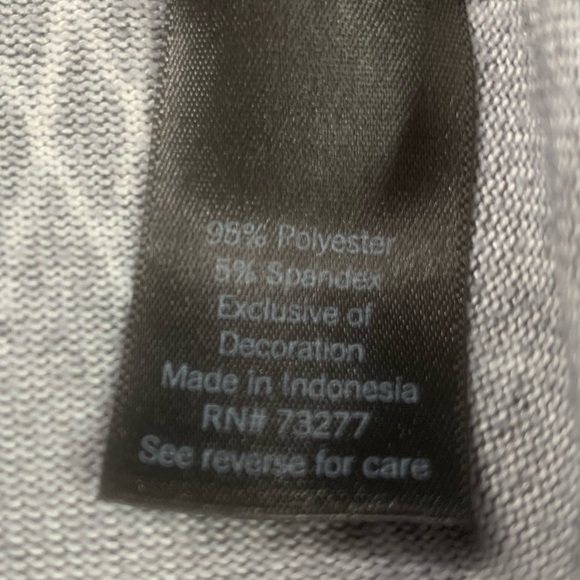 95% Polyester
5% Spandex
Exclusive of
Decoration
Made in Indonesia
RN# 73277
See reverse for care